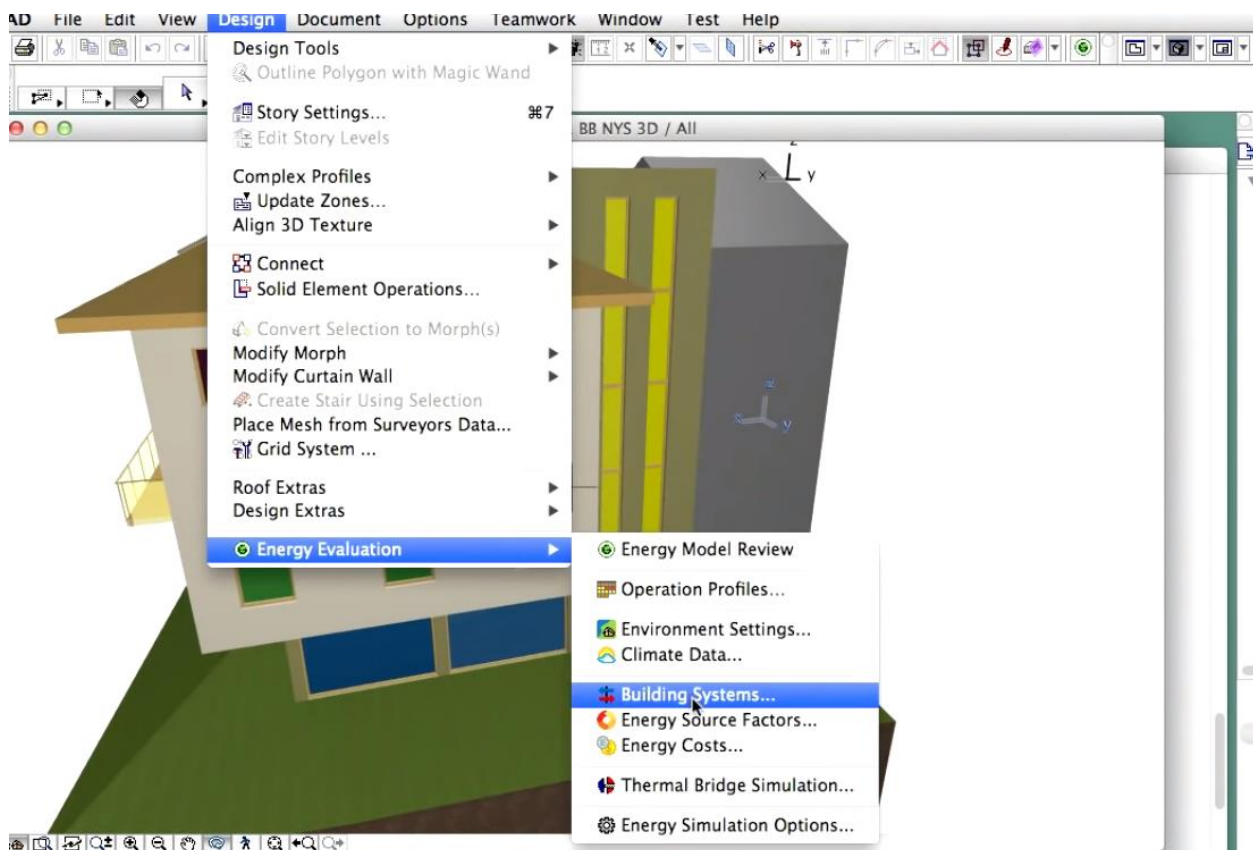 AD File Edit View Design Document Options Teamwork Window Test Help
BB NYS 3D / All
Design Tools
Outline Polygon with Magic Wand
Story Settings... ⌘7
Edit Story Levels
Complex Profiles
Update Zones...
Align 3D Texture
Connect
Solid Element Operations...
Convert Selection to Morph(s)
Modify Morph
Modify Curtain Wall
Create Stair Using Selection
Place Mesh from Surveyors Data...
Grid System ...
Roof Extras
Design Extras
Energy Evaluation
Energy Model Review
Operation Profiles...
Environment Settings...
Climate Data...
Building Systems...
Energy Source Factors...
Energy Costs...
Thermal Bridge Simulation...
Energy Simulation Options...
z
x y
z
x y